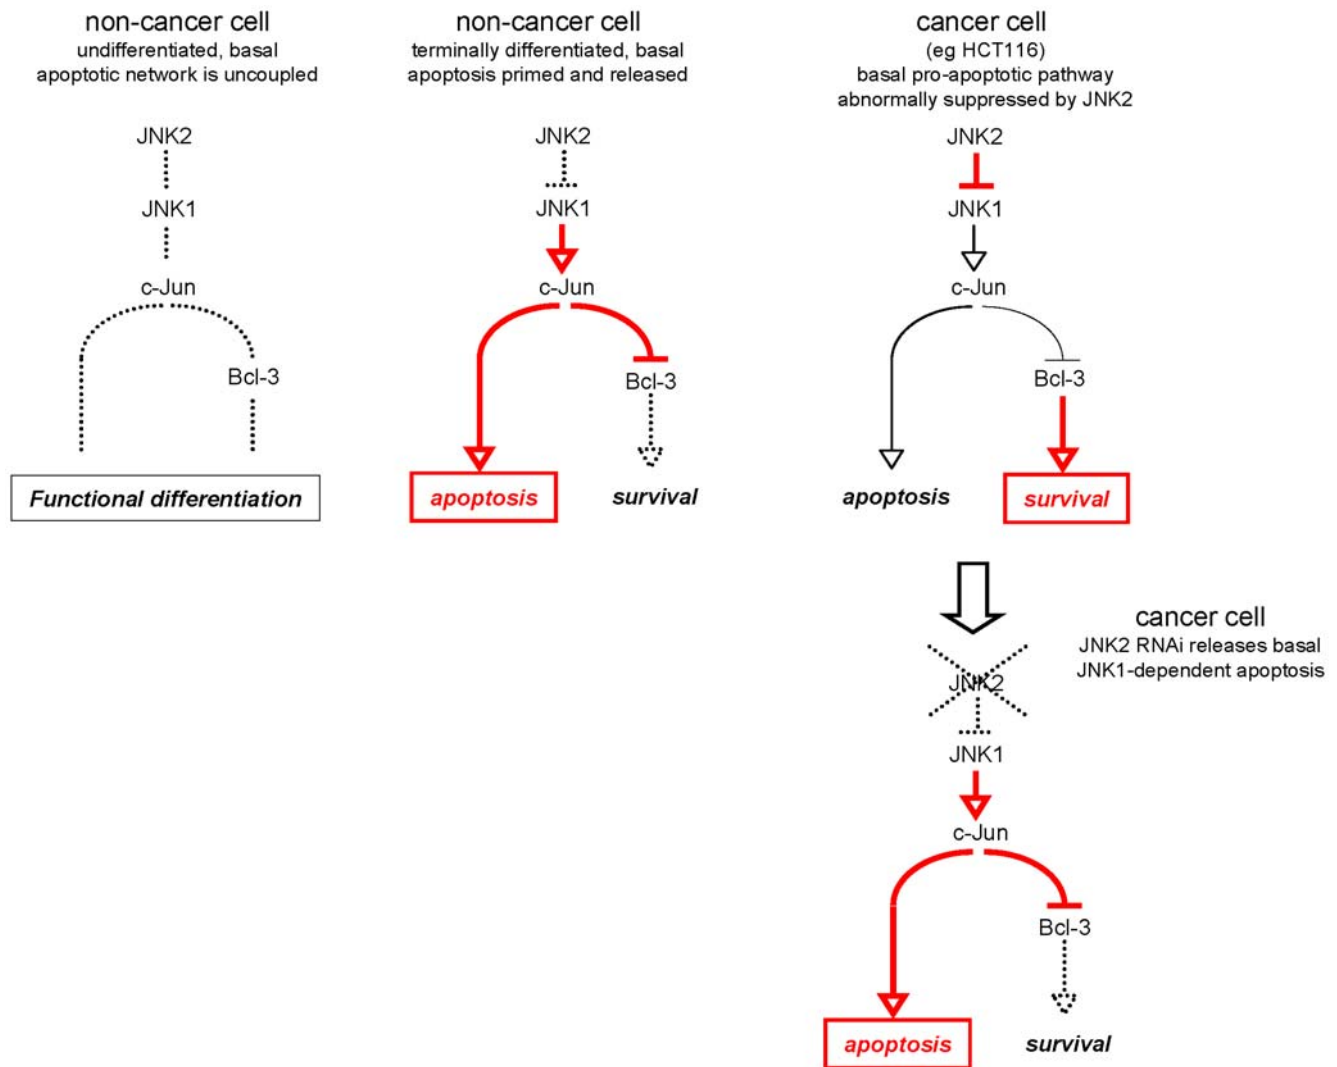 non-cancer cell
undifferentiated, basal
apoptotic network is uncoupled
JNK2
JNK1
c-Jun
Bcl-3
Functional differentiation
non-cancer cell
terminally differentiated, basal
apoptosis primed and released
JNK2
JNK1
c-Jun
Bcl-3
apoptosis
survival
cancer cell
(eg HCT116)
basal pro-apoptotic pathway
abnormally suppressed by JNK2
JNK2
JNK1
c-Jun
Bcl-3
apoptosis
survival
cancer cell
JNK2 RNAi releases basal
JNK1-dependent apoptosis
JNK2
JNK1
c-Jun
Bcl-3
apoptosis
survival